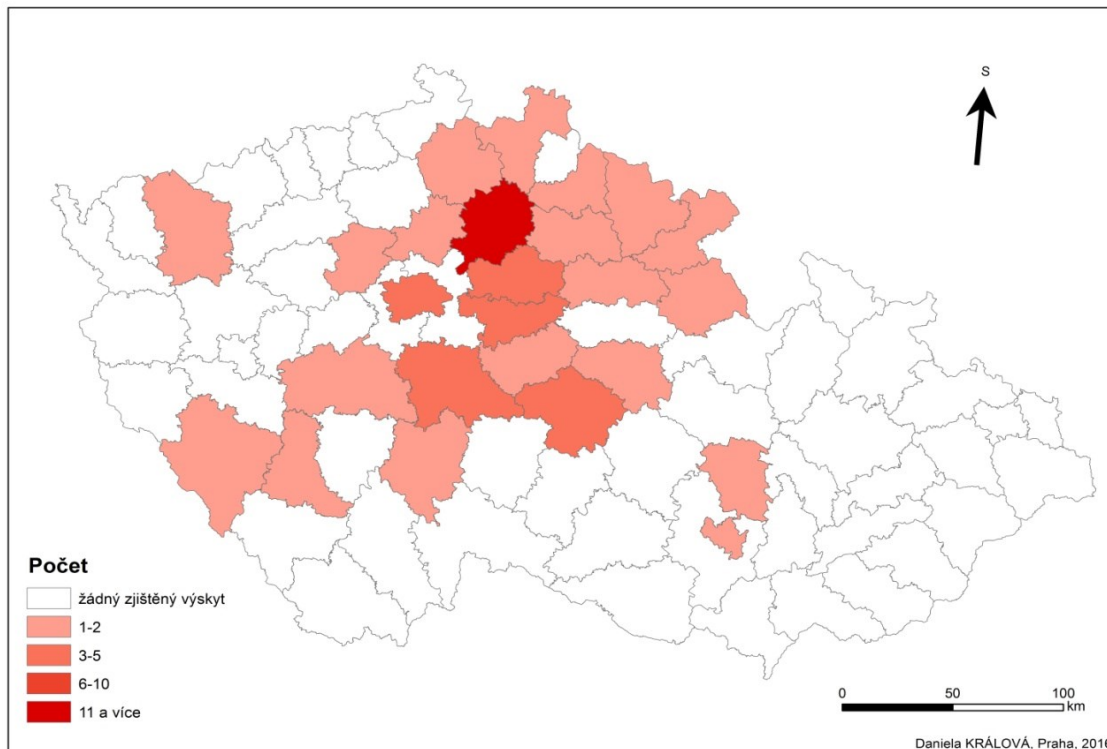 S
Počet
žádný zjištěný výskyt
1-2
3-5
6-10
11 a více
0 50 100
km
Daniela KRÁLOVÁ, Praha, 2016